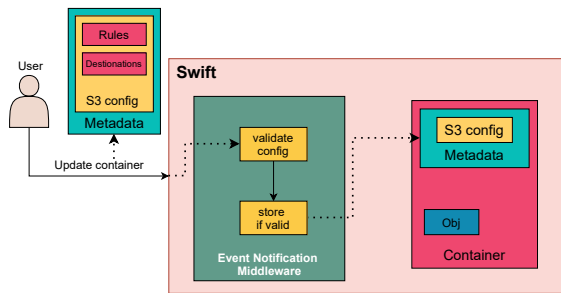 User
Rules
Destionations
S3 config
Metadata
Update container
Swift
validate
config
store
if valid
Event Notification
Middleware
S3 config
Metadata
Obj
Container